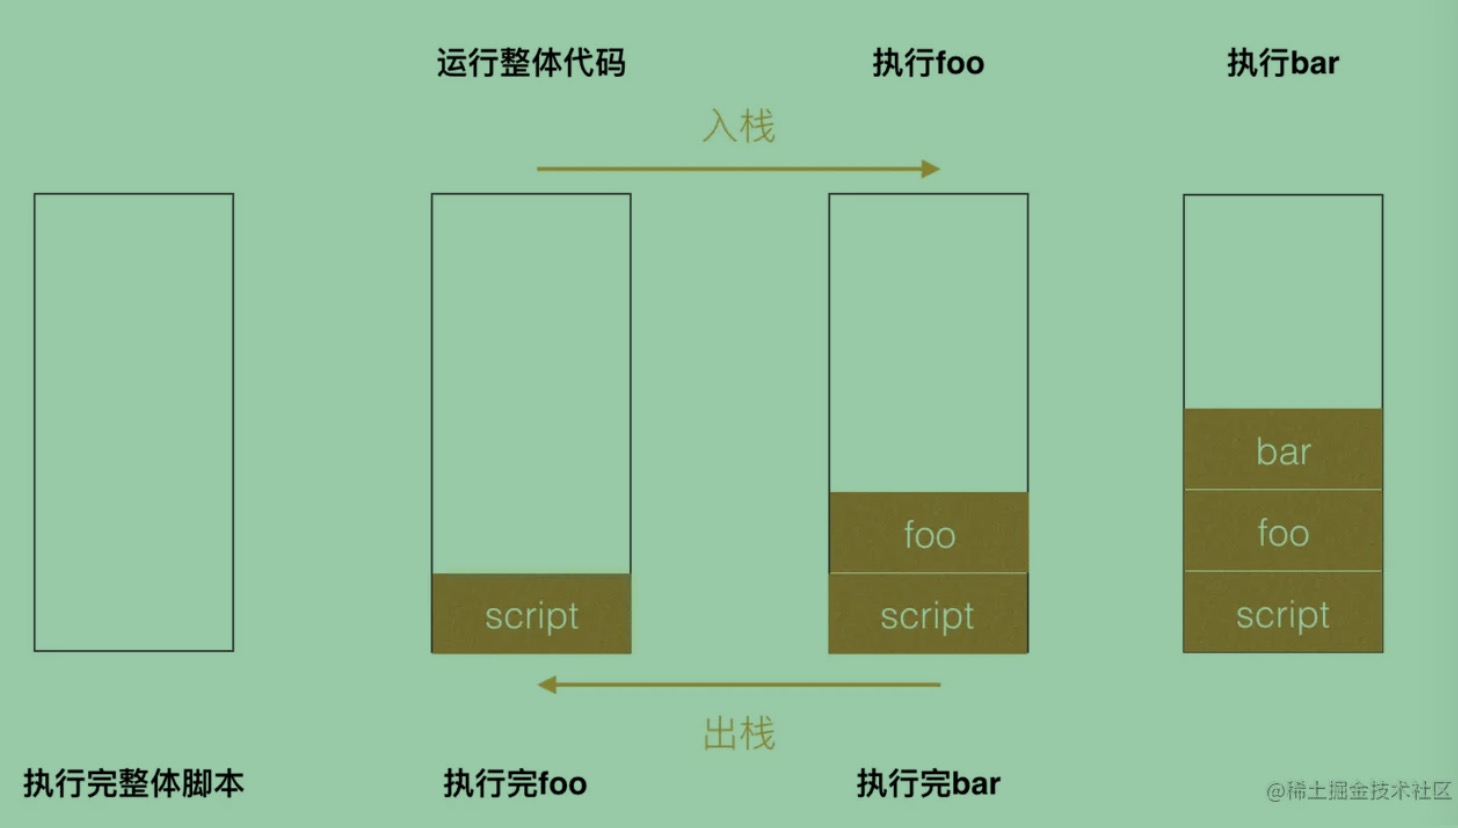 运行整体代码
执行foo
执行bar
入栈
bar
foo
foo
script
script
script
出栈
执行完整体脚本
执行完foo
执行完bar
@稀土掘金技术社区